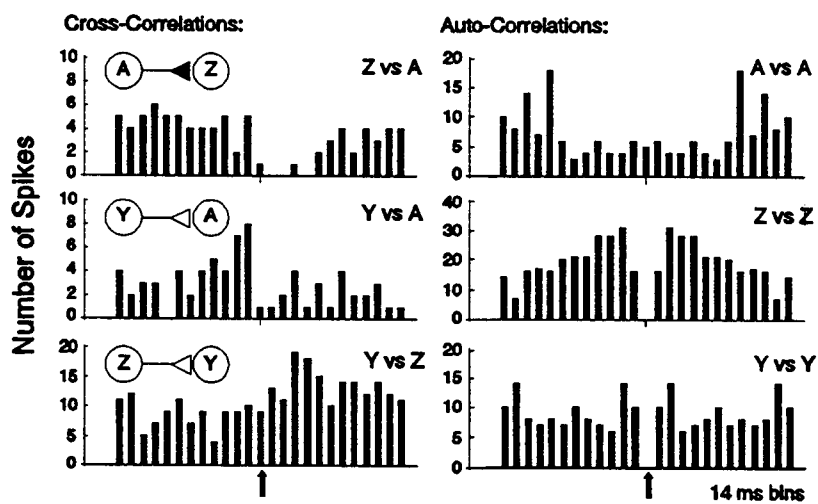 Cross-Correlations:
Auto-Correlations:
Number of Spikes
10
8
6
4
2
0
A
Z
Z vs A
20
15
10
5
0
A vs A
10
8
6
4
2
0
Y
A
Y vs A
40
30
20
10
0
Z vs Z
20
15
10
5
0
Z
Y
Y vs Z
20
15
10
5
0
Y vs Y
14 ms bins